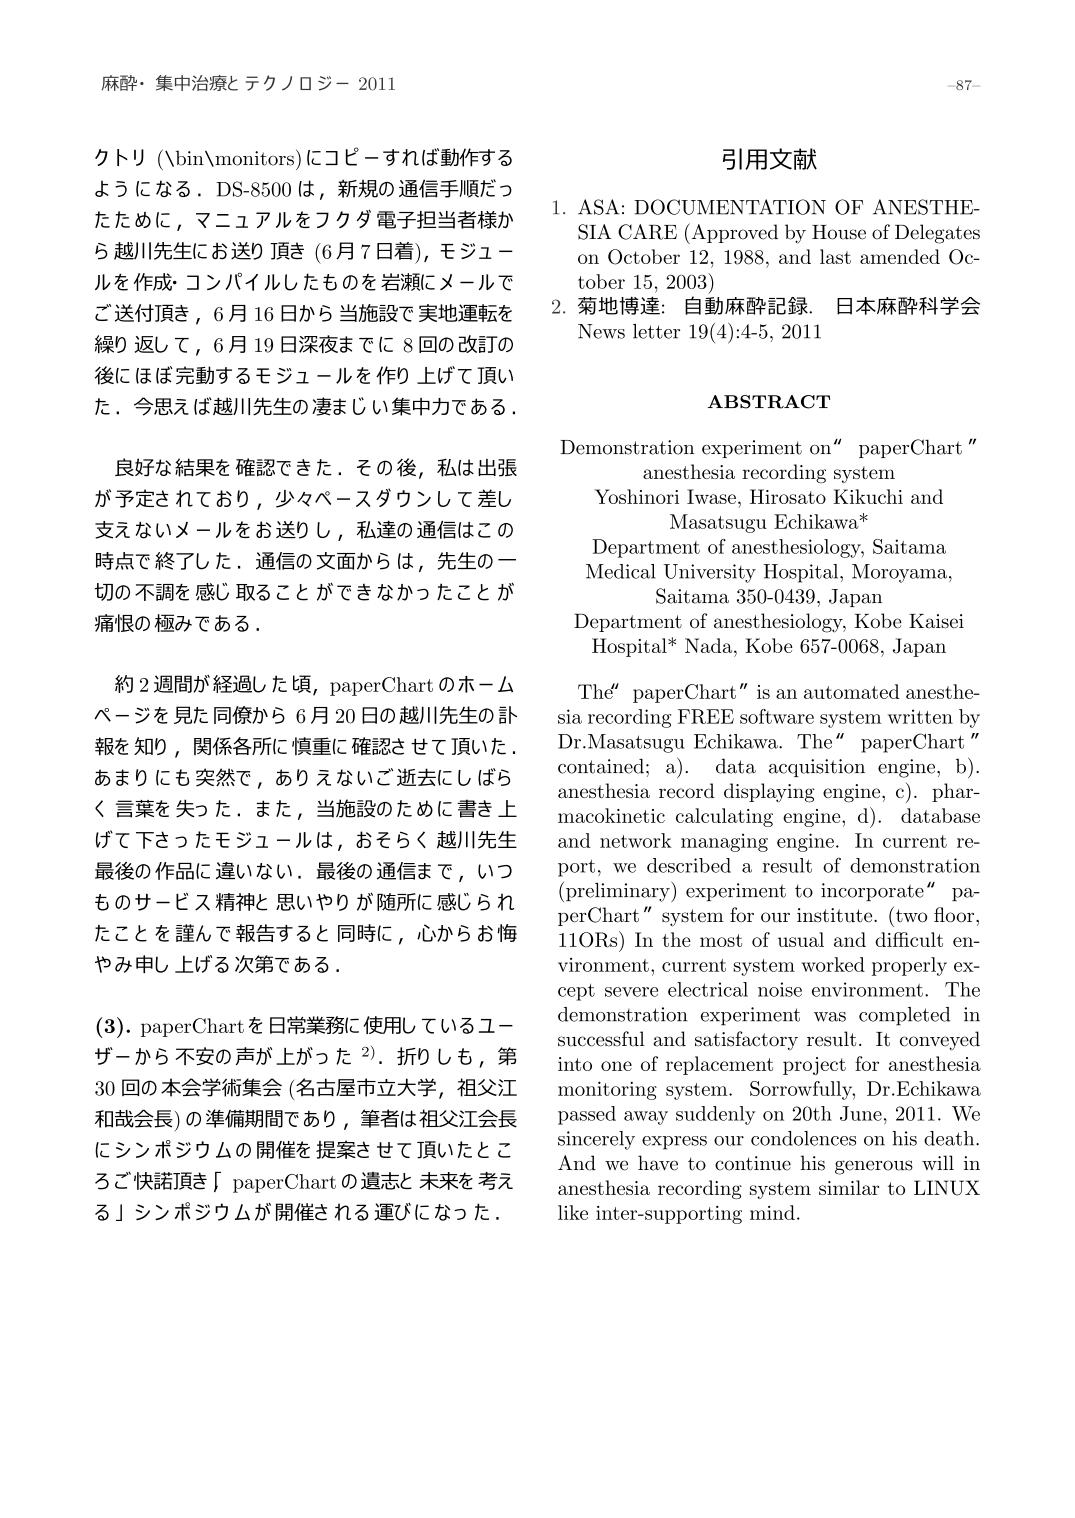 麻酔・集中治療とテクノロジー 2011
–87–
クトリ (\bin\monitors)にコピーすれば動作する
ようになる．DS-8500 は，新規の通信手順だっ
たために，マニュアルをフクダ電子担当者様か
ら越川先生にお送り頂き (6 月 7 日着)，モジュー
ルを作成・コンパイルしたものを岩瀬にメールで
ご送付頂き，6 月 16 日から当施設で実地運転を
繰り返して，6 月 19 日深夜までに 8 回の改訂の
後にほぼ完動するモジュールを作り上げて頂い
た．今思えば越川先生の凄まじい集中力である．
良好な結果を確認できた．その後，私は出張
が予定されており，少々ペースダウンして差し
支えないメールをお送りし，私達の通信はこの
時点で終了した．通信の文面からは，先生の一
切の不調を感じ取ることができなかったことが
痛恨の極みである．
約 2 週間が経過した頃，paperChart のホーム
ページを見た同僚から 6 月 20 日の越川先生の訃
報を知り，関係各所に慎重に確認させて頂いた．
あまりにも突然で，ありえないご逝去にしばら
く言葉を失った．また，当施設のために書き上
げて下さったモジュールは，おそらく越川先生
最後の作品に違いない．最後の通信まで，いつ
ものサービス精神と思いやりが随所に感じられ
たことを謹んで報告すると同時に，心からお悔
やみ申し上げる次第である．
(3). paperChart を日常業務に使用しているユー
ザーから不安の声が上がった 2)．折りしも，第
30 回の本会学術集会 (名古屋市立大学，祖父江
和哉会長) の準備期間であり，筆者は祖父江会長
にシンポジウムの開催を提案させて頂いたとこ
ろご快諾頂き「 paperChart の遺志と未来を考え
る」シンポジウムが開催される運びになった．
引用文献
1. ASA: DOCUMENTATION OF ANESTHE-
SIA CARE (Approved by House of Delegates
on October 12, 1988, and last amended Oc-
tober 15, 2003)
2. 菊地博達: 自動麻酔記録. 日本麻酔科学会
News letter 19(4):4-5, 2011
ABSTRACT
Demonstration experiment on“ paperChart ”
anesthesia recording system
Yoshinori Iwase, Hirosato Kikuchi and
Masatsugu Echikawa*
Department of anesthesiology, Saitama
Medical University Hospital, Moroyama,
Saitama 350-0439, Japan
Department of anesthesiology, Kobe Kaisei
Hospital* Nada, Kobe 657-0068, Japan
The“ paperChart ” is an automated anesthe-
sia recording FREE software system written by
Dr.Masatsugu Echikawa. The“ paperChart ”
contained; a). data acquisition engine, b).
anesthesia record displaying engine, c). phar-
macokinetic calculating engine, d). database
and network managing engine. In current re-
port, we described a result of demonstration
(preliminary) experiment to incorporate“ pa-
perChart ” system for our institute. (two floor,
11ORs) In the most of usual and difficult en-
vironment, current system worked properly ex-
cept severe electrical noise environment. The
demonstration experiment was completed in
successful and satisfactory result. It conveyed
into one of replacement project for anesthesia
monitoring system. Sorrowfully, Dr.Echikawa
passed away suddenly on 20th June, 2011. We
sincerely express our condolences on his death.
And we have to continue his generous will in
anesthesia recording system similar to LINUX
like inter-supporting mind.